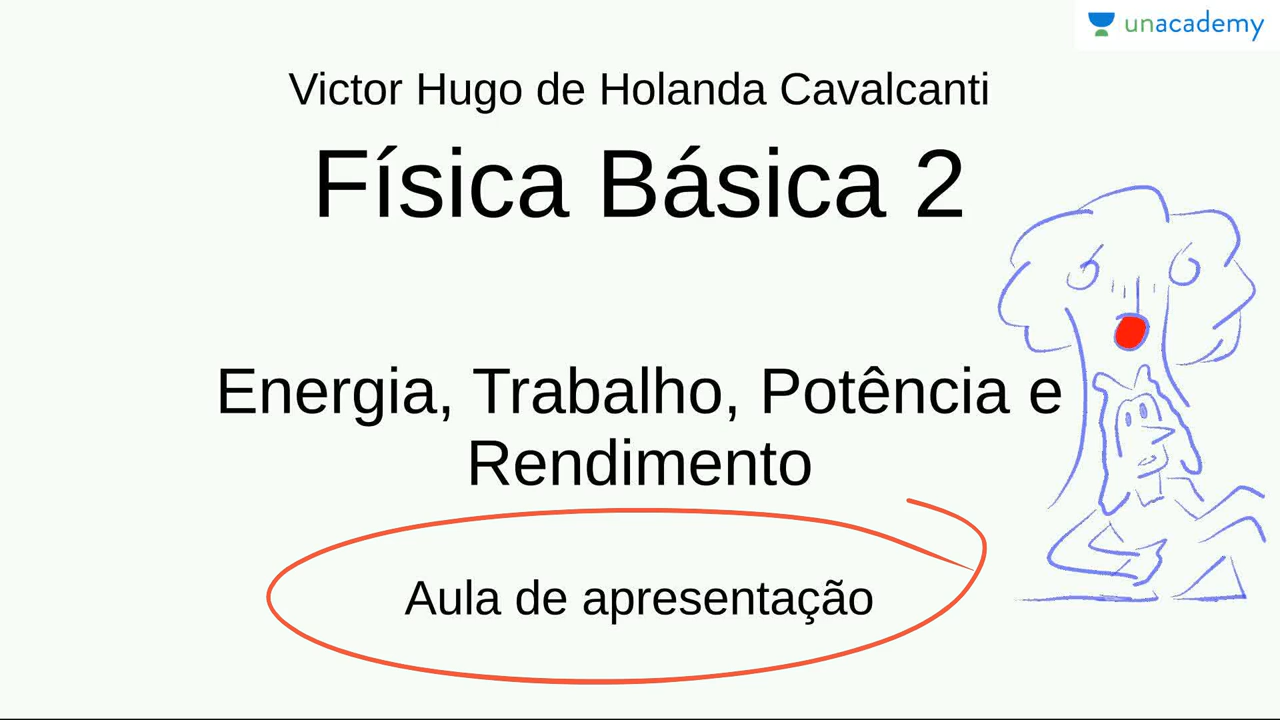 unacademy
Victor Hugo de Holanda Cavalcanti
Física Básica 2
Energia, Trabalho, Potência e
Rendimento
Aula de apresentação